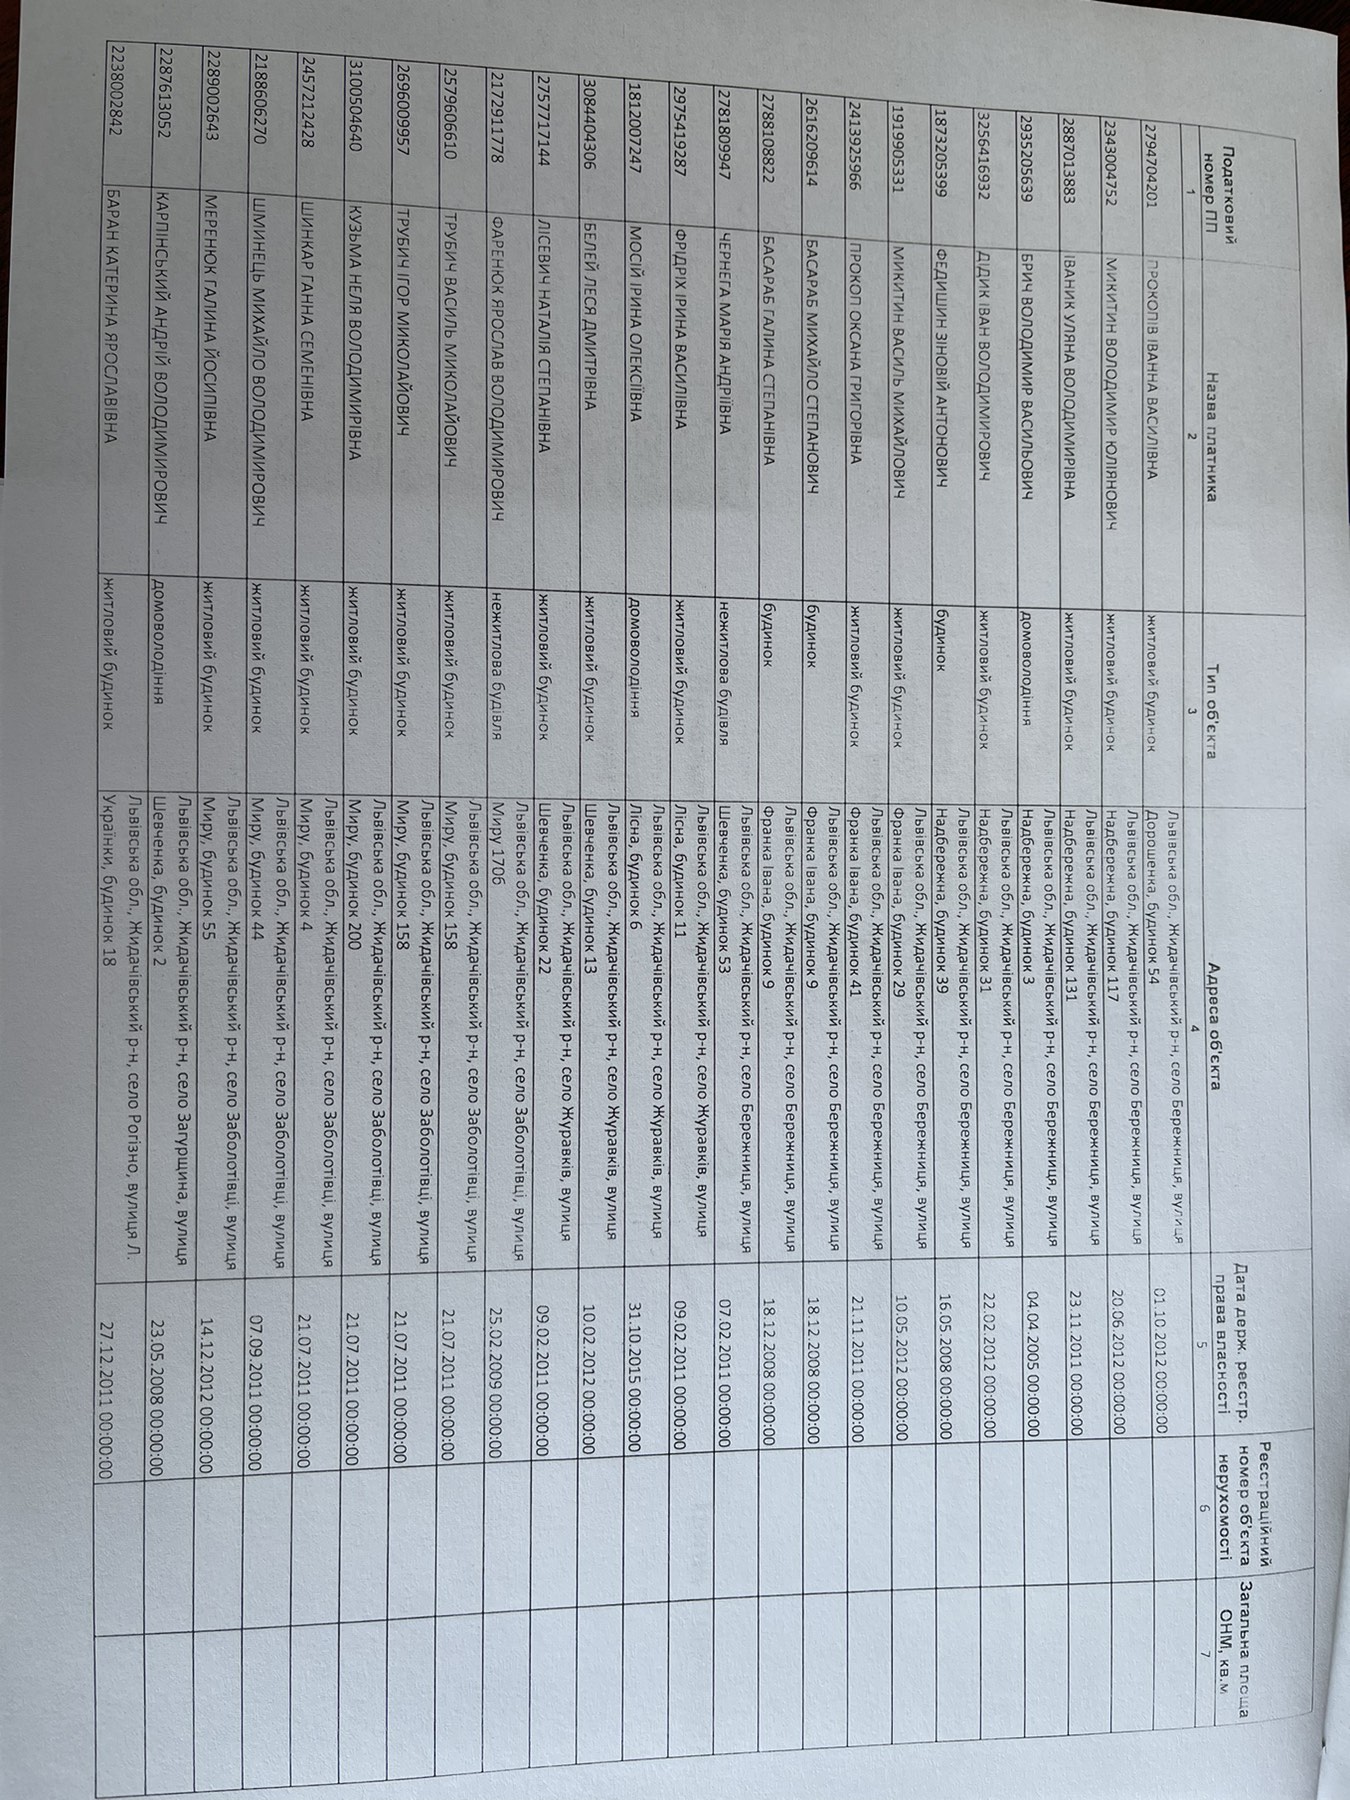 Податковий номер ПП | Назва платника | Тип об'єкта | Адреса об'єкта | Дата держ. реєстр. права власності | Реєстраційний номер об'єкта нерухомості | Загальна площа ОНМ, кв.м
1 | 2 | 3 | 4 | 5 | 6 | 7
2794704201 | ПРОКОПІВ ІВАННА ВАСИЛІВНА | житловий будинок | Львівська обл., Жидачівський р-н, село Бережниця, вулиця Дорошенка, будинок 54 | 01.10.2012 00:00:00
2343004752 | МИКИТИН ВОЛОДИМИР ЮЛІЯНОВИЧ | житловий будинок | Львівська обл., Жидачівський р-н, село Бережниця, вулиця Надбережна, будинок 117 | 20.06.2012 00:00:00
2887013883 | ІВАНИК УЛЯНА ВОЛОДИМИРІВНА | житловий будинок | Львівська обл., Жидачівський р-н, село Бережниця, вулиця Надбережна, будинок 131 | 23.11.2011 00:00:00
2935205639 | БРИЧ ВОЛОДИМИР ВАСИЛЬОВИЧ | домоволодіння | Львівська обл., Жидачівський р-н, село Бережниця, вулиця Надбережна, будинок 3 | 04.04.2005 00:00:00
3256416932 | ДІДИК ІВАН ВОЛОДИМИРОВИЧ | житловий будинок | Львівська обл., Жидачівський р-н, село Бережниця, вулиця Надбережна, будинок 31 | 22.02.2012 00:00:00
1873205399 | ФЕДИШИН ЗІНОВІЙ АНТОНОВИЧ | будинок | Львівська обл., Жидачівський р-н, село Бережниця, вулиця Надбережна, будинок 39 | 16.05.2008 00:00:00
1919905331 | МИКИТИН ВАСИЛЬ МИХАЙЛОВИЧ | житловий будинок | Львівська обл., Жидачівський р-н, село Бережниця, вулиця Франка Івана, будинок 29 | 10.05.2012 00:00:00
2413925966 | ПРОКОП ОКСАНА ГРИГОРІВНА | житловий будинок | Львівська обл., Жидачівський р-н, село Бережниця, вулиця Франка Івана, будинок 41 | 21.11.2011 00:00:00
2616209614 | БАСАРАБ МИХАЙЛО СТЕПАНОВИЧ | будинок | Львівська обл., Жидачівський р-н, село Бережниця, вулиця Франка Івана, будинок 9 | 18.12.2008 00:00:00
2788108822 | БАСАРАБ ГАЛИНА СТЕПАНІВНА | будинок | Львівська обл., Жидачівський р-н, село Бережниця, вулиця Франка Івана, будинок 9 | 18.12.2008 00:00:00
2781809947 | ЧЕРНЕГА МАРІЯ АНДРІЇВНА | нежитлова будівля | Львівська обл., Жидачівський р-н, село Бережниця, вулиця Шевченка, будинок 53 | 07.02.2011 00:00:00
2975419287 | ФРІДРІХ ІРИНА ВАСИЛІВНА | житловий будинок | Львівська обл., Жидачівський р-н, село Журавків, вулиця Лісна, будинок 11 | 09.02.2011 00:00:00
1812007247 | МОСІЙ ІРИНА ОЛЕКСІЇВНА | домоволодіння | Львівська обл., Жидачівський р-н, село Журавків, вулиця Лісна, будинок 6 | 31.10.2015 00:00:00
3084404306 | БЕЛЕЙ ЛЕСЯ ДМИТРІВНА | житловий будинок | Львівська обл., Жидачівський р-н, село Журавків, вулиця Шевченка, будинок 13 | 10.02.2012 00:00:00
2757717144 | ЛІСЕВИЧ НАТАЛІЯ СТЕПАНІВНА | житловий будинок | Львівська обл., Жидачівський р-н, село Журавків, вулиця Шевченка, будинок 22 | 09.02.2011 00:00:00
2172911778 | ФАРЕНЮК ЯРОСЛАВ ВОЛОДИМИРОВИЧ | нежитлова будівля | Львівська обл., Жидачівський р-н, село Заболотівці, вулиця Миру 170б | 25.02.2009 00:00:00
2579606610 | ТРУБИЧ ВАСИЛЬ МИКОЛАЙОВИЧ | житловий будинок | Львівська обл., Жидачівський р-н, село Заболотівці, вулиця Миру, будинок 158 | 21.07.2011 00:00:00
2696009957 | ТРУБИЧ ІГОР МИКОЛАЙОВИЧ | житловий будинок | Львівська обл., Жидачівський р-н, село Заболотівці, вулиця Миру, будинок 158 | 21.07.2011 00:00:00
3100504640 | КУЗЬМА НЕЛЯ ВОЛОДИМИРІВНА | житловий будинок | Львівська обл., Жидачівський р-н, село Заболотівці, вулиця Миру, будинок 200 | 21.07.2011 00:00:00
2457212428 | ШИНКАР ГАННА СЕМЕНІВНА | житловий будинок | Львівська обл., Жидачівський р-н, село Заболотівці, вулиця Миру, будинок 4 | 21.07.2011 00:00:00
2188606270 | ШМИНЕЦЬ МИХАЙЛО ВОЛОДИМИРОВИЧ | житловий будинок | Львівська обл., Жидачівський р-н, село Заболотівці, вулиця Миру, будинок 44 | 07.09.2011 00:00:00
2289002643 | МЕРЕНЮК ГАЛИНА ЙОСИПІВНА | житловий будинок | Львівська обл., Жидачівський р-н, село Заболотівці, вулиця Миру, будинок 55 | 14.12.2012 00:00:00
2287613052 | КАРПІНСЬКИЙ АНДРІЙ ВОЛОДИМИРОВИЧ | домоволодіння | Львівська обл., Жидачівський р-н, село Загурщина, вулиця Шевченка, будинок 2 | 23.05.2008 00:00:00
2238002842 | БАРАН КАТЕРИНА ЯРОСЛАВІВНА | житловий будинок | Львівська обл., Жидачівський р-н, село Рогізно, вулиця Л. Українки, будинок 18 | 27.12.2011 00:00:00